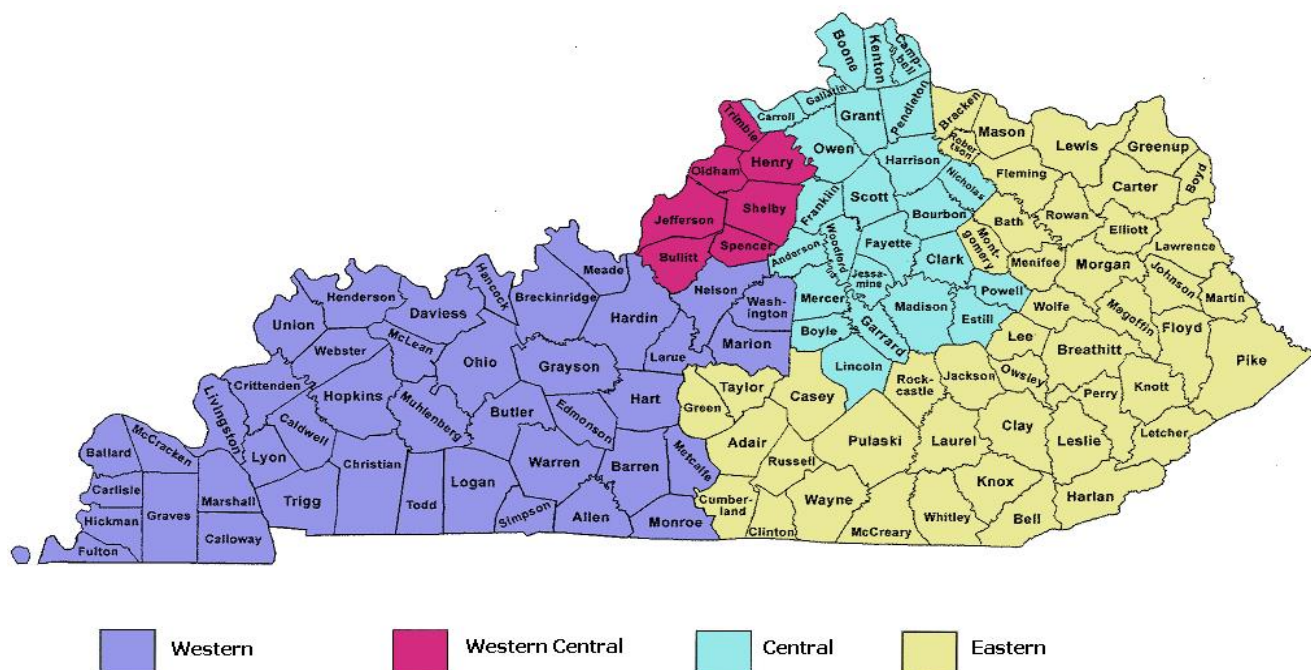 Boone
Kenton
Camp-
bell
Gallatin
Carroll
Trimble
Grant
Pendleton
Bracken
Mason
Lewis
Greenup
Rober
tson
Owen
Henry
Oldham
Harrison
Fleming
Carter
Boyd
Nicholas
Franklin
Scott
Shelby
Jefferson
Bourbon
Bath
Rowan
Elliott
Mont-
gomery
Lawrence
Spencer
Anderson
Woodford
Fayette
Clark
Menifee
Morgan
Johnson
Bullitt
Martin
Hancock
Meade
Nelson
Jessa-
mine
Powell
Henderson
Breckinridge
Wash-
ington
Mercer
Madison
Estill
Wolfe
Magoffin
Floyd
Daviess
Hardin
Union
Boyle
Garrard
Lee
Breathitt
Pike
McLean
Marion
Webster
Ohio
Larue
Grayson
Lincoln
Rock-
castle
Jackson
Owsley
Perry
Knott
Crittenden
Livingston
Taylor
Hopkins
Muhlenberg
Butler
Edmonson
Hart
Green
Casey
Clay
Leslie
Letcher
Caldwell
McCracken
Ballard
Adair
Pulaski
Laurel
Lyon
Christian
Warren
Barren
Metcalfe
Russell
Knox
Harlan
Carlisle
Marshall
Trigg
Todd
Logan
Cumber-
land
Wayne
Graves
Hickman
Simpson
Allen
Monroe
Whitley
Bell
Clinton
McCreary
Calloway
Fulton
Western
Western Central
Central
Eastern